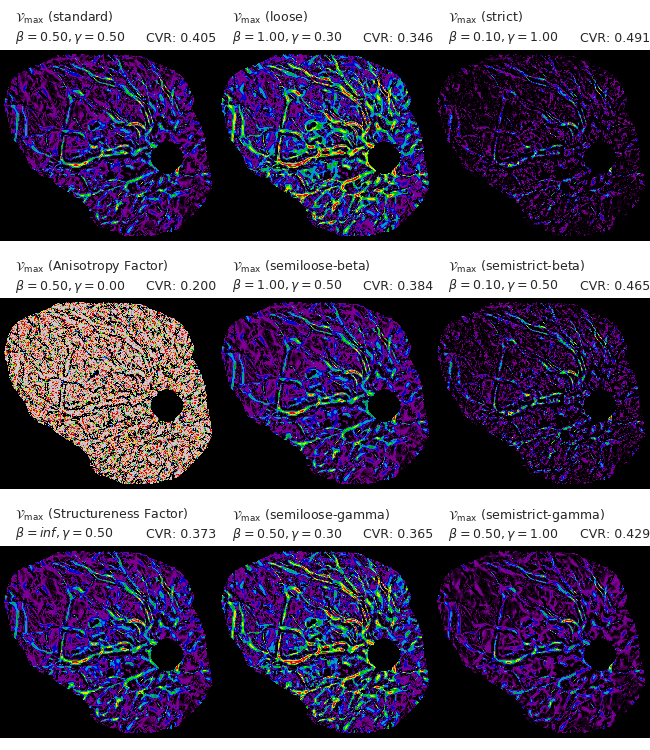 𝒱max (standard)
β = 0.50, γ = 0.50 CVR: 0.405
𝒱max (loose)
β = 1.00, γ = 0.30 CVR: 0.346
𝒱max (strict)
β = 0.10, γ = 1.00 CVR: 0.491
𝒱max (Anisotropy Factor)
β = 0.50, γ = 0.00 CVR: 0.200
𝒱max (semiloose-beta)
β = 1.00, γ = 0.50 CVR: 0.384
𝒱max (semistrict-beta)
β = 0.10, γ = 0.50 CVR: 0.465
𝒱max (Structureness Factor)
β = inf, γ = 0.50 CVR: 0.373
𝒱max (semiloose-gamma)
β = 0.50, γ = 0.30 CVR: 0.365
𝒱max (semistrict-gamma)
β = 0.50, γ = 1.00 CVR: 0.429